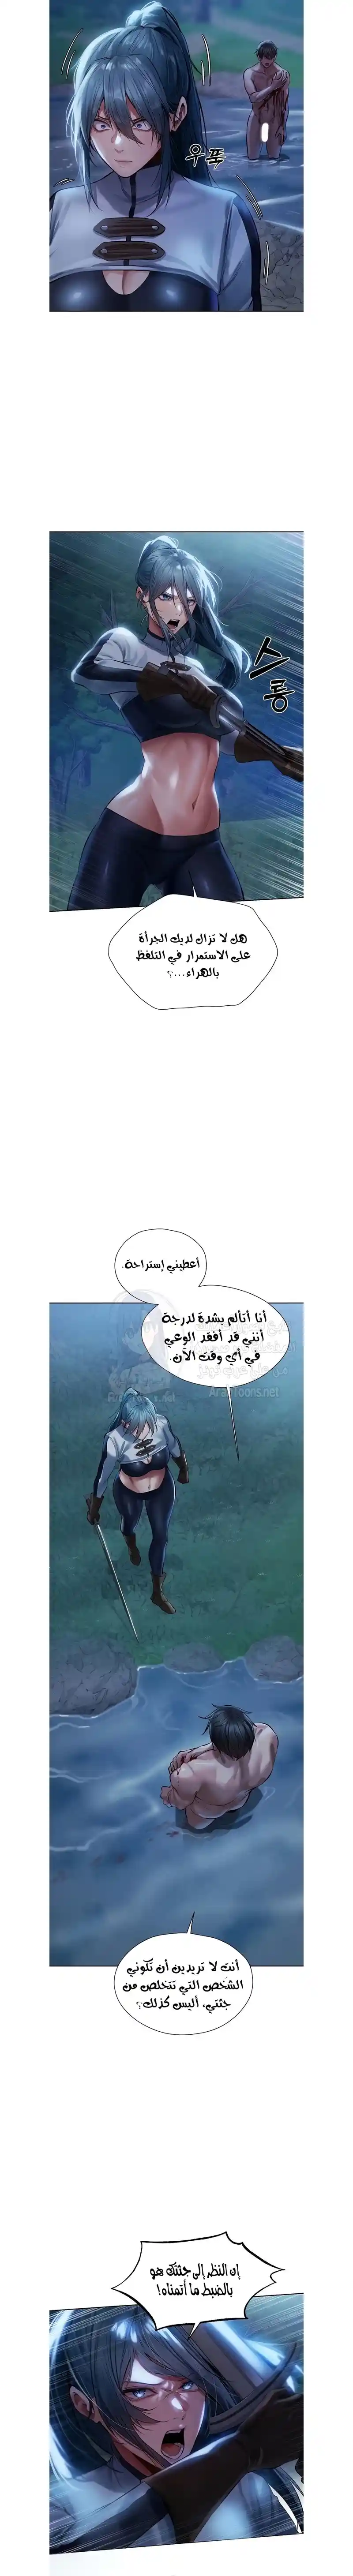 우뚝
스릉
هل لا تزال لديك الجرأة
على الاستمرار في التلفظ
بالهراء...؟
أعطيني إستراحة.
أنا أتألم بشدة لدرجة
أنني قد أفقد الوعي
في أي وقت الآن.
ArabToons.net
أنت لا تريدين أن تكوني
الشخص التي تتخلص من
جثتي، أليس كذلك؟
إن النظر إلى جثتك هو
بالضبط ما أتمناه!